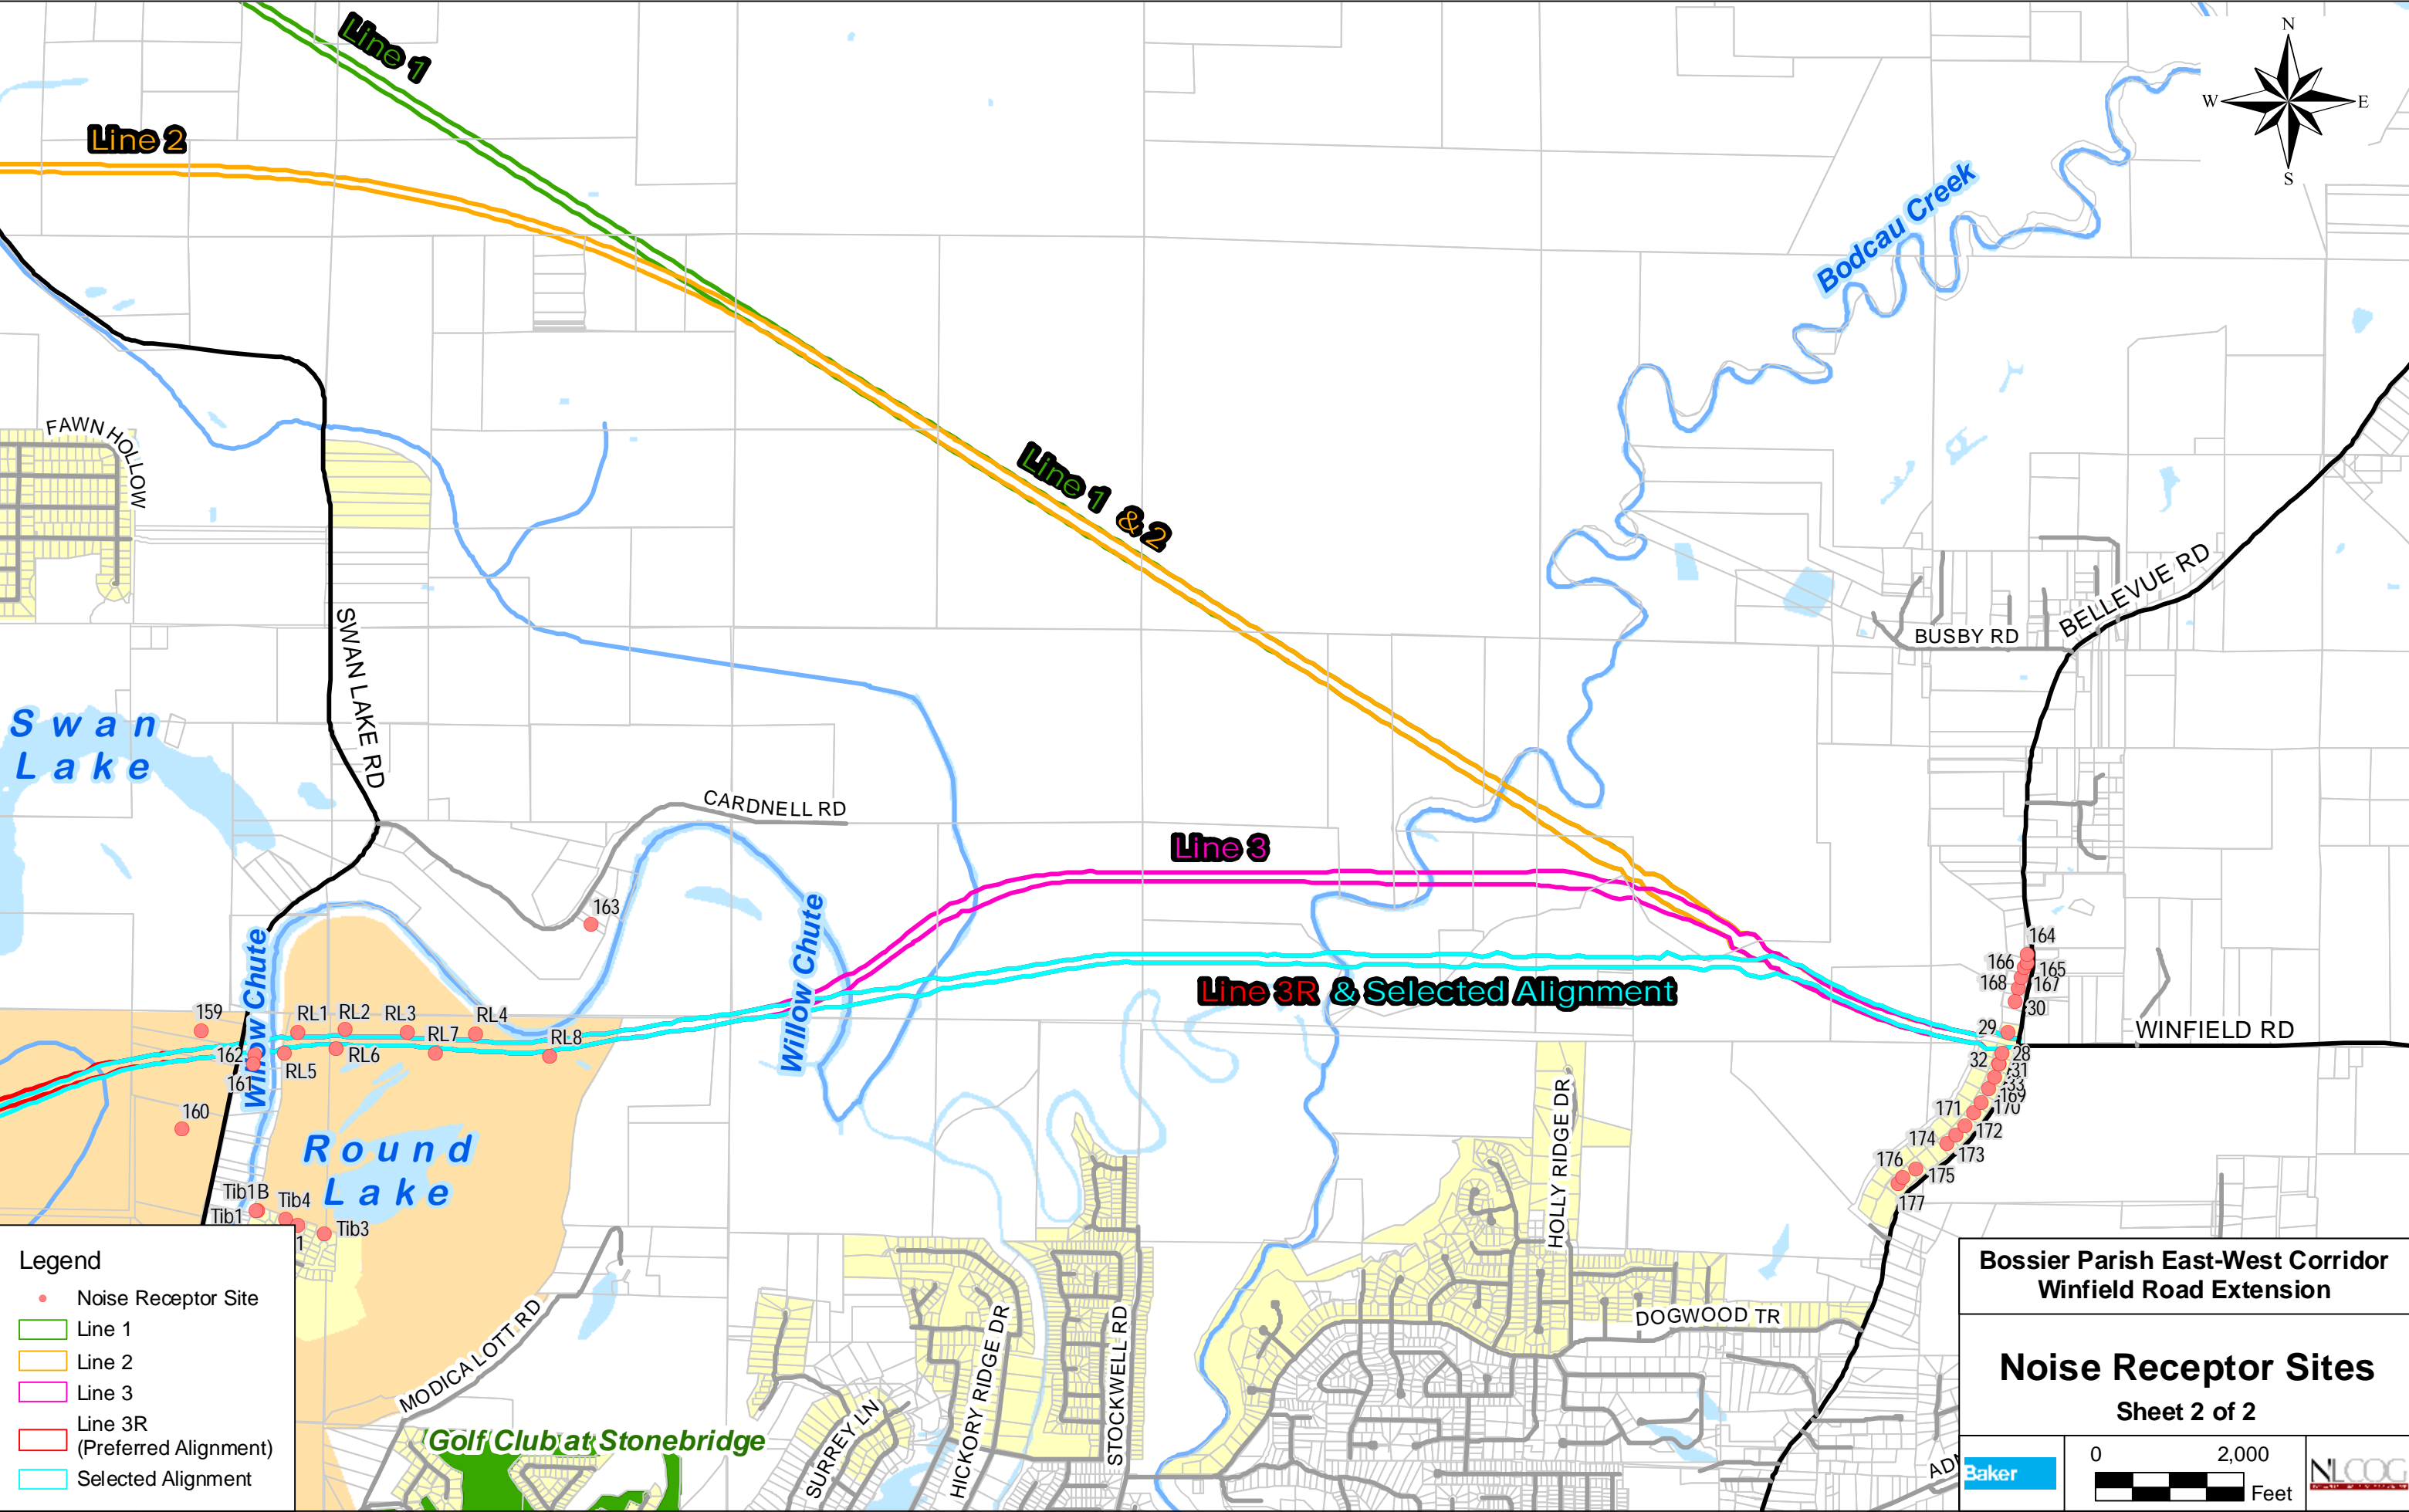 Line 1
N
W
E
S
Line 2
Bodcau Creek
FAWN HOLLOW
Line 1 & 2
BELLEVUE RD
BUSBY RD
SWAN LAKE RD
Swan
Lake
CARDNELL RD
Line 3
163
Willow Chute
Willow Chute
164
166
165
168
167
30
Line 3R & Selected Alignment
159
RL1
RL2
RL3
RL4
RL7
RL8
29
WINFIELD RD
162
RL6
RL5
161
32
28
31
33
169
170
171
160
172
174
173
Round
Lake
176
175
177
Tib1B
Tib4
Tib1
Tib3
1
HOLLY RIDGE DR
Legend
Noise Receptor Site
Line 1
Line 2
Line 3
Line 3R
(Preferred Alignment)
Selected Alignment
MODICA LOTT RD
Golf Club at Stonebridge
SURREY LN
HICKORY RIDGE DR
STOCKWELL RD
DOGWOOD TR
Bossier Parish East-West Corridor
Winfield Road Extension
Noise Receptor Sites
Sheet 2 of 2
Baker
0 2,000
Feet
NLCOG